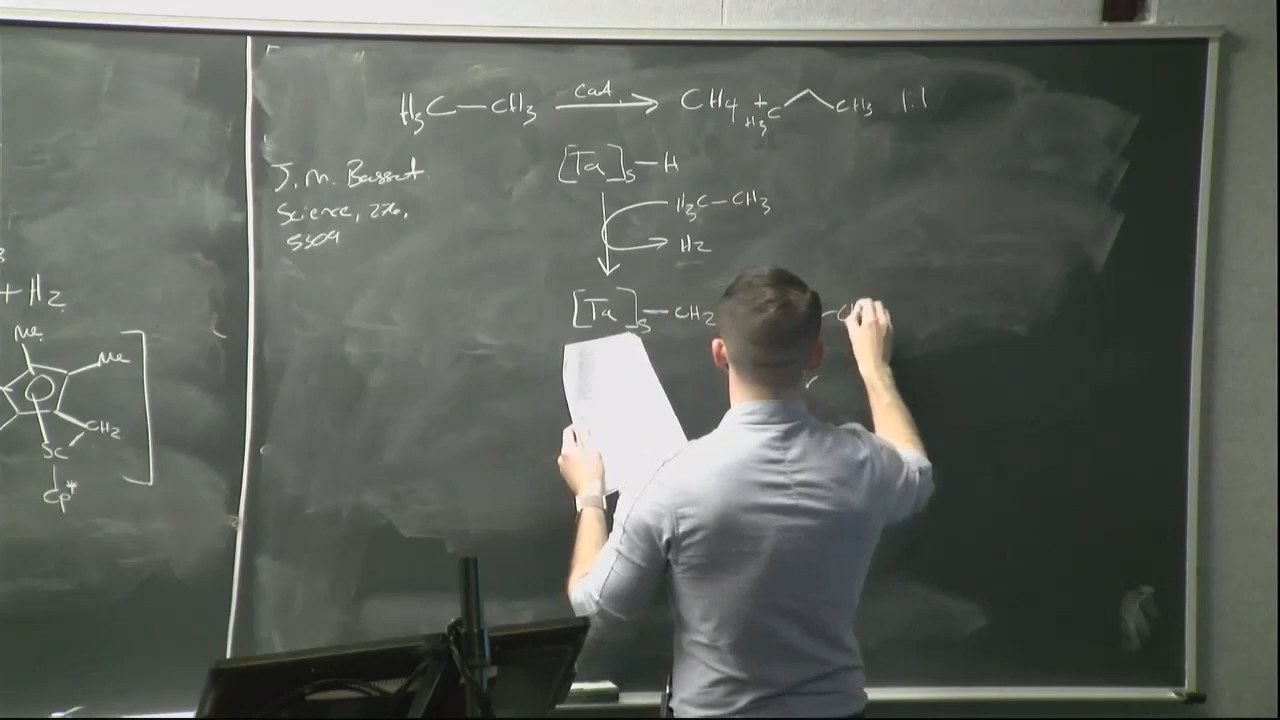 H₃C—CH₃ cat. → CH₄ + H₃C CH₃ 1:1
[Ta]ₛ—H
J. M. Basset
Science, 276,
5309
H₃C—CH₃
H₂
[Ta]ₛ—CH₂
+ H₂
Me
Me
CH₂
Sc
Cp*